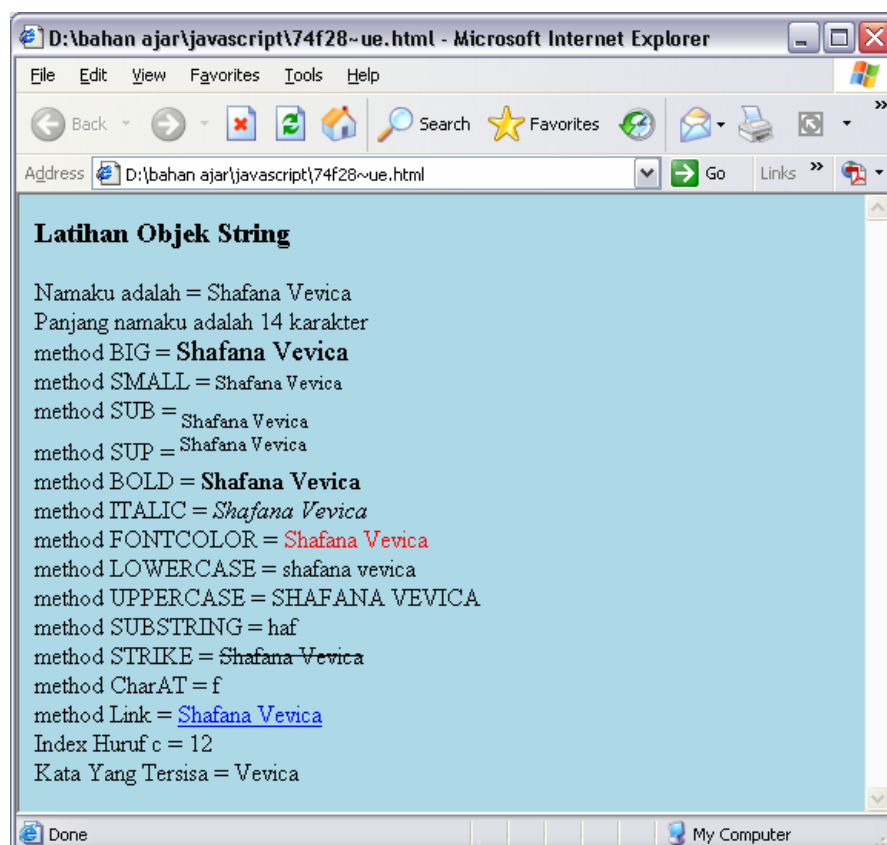 D:\bahan ajar\javascript\74f28~ue.html - Microsoft Internet Explorer
File Edit View Favorites Tools Help
Back Search Favorites »
Address D:\bahan ajar\javascript\74f28~ue.html Go Links »
Latihan Objek String
Namaku adalah = Shafana Vevica
Panjang namaku adalah 14 karakter
method BIG = Shafana Vevica
method SMALL = Shafana Vevica
method SUB = Shafana Vevica
method SUP = Shafana Vevica
method BOLD = Shafana Vevica
method ITALIC = Shafana Vevica
method FONTCOLOR = Shafana Vevica
method LOWERCASE = shafana vevica
method UPPERCASE = SHAFANA VEVICA
method SUBSTRING = haf
method STRIKE = Shafana Vevica
method CharAT = f
method Link = Shafana Vevica
Index Huruf c = 12
Kata Yang Tersisa = Vevica
Done My Computer